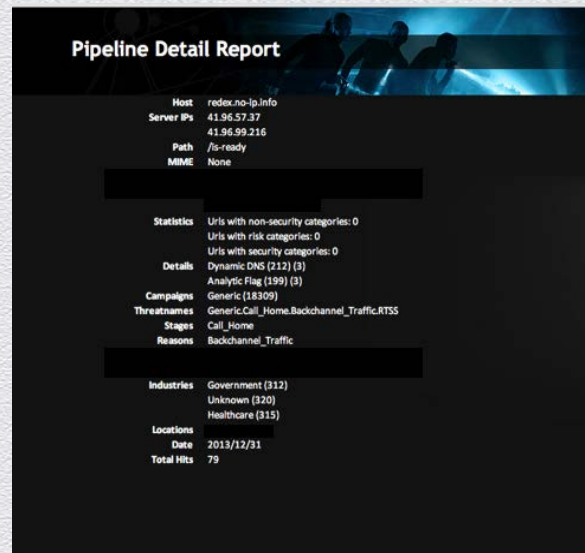 Pipeline Detail Report
Host redex.no-ip.info
Server IPs 41.96.57.37
41.96.99.216
Path /is-ready
MIME None
Statistics Urls with non-security categories: 0
Urls with risk categories: 0
Urls with security categories: 0
Details Dynamic DNS (212) (3)
Analytic Flag (199) (3)
Campaigns Generic (18309)
Threatnames Generic.Call_Home.Backchannel_Traffic.RTSS
Stages Call_Home
Reasons Backchannel_Traffic
Industries Government (312)
Unknown (320)
Healthcare (315)
Locations
Date 2013/12/31
Total Hits 79